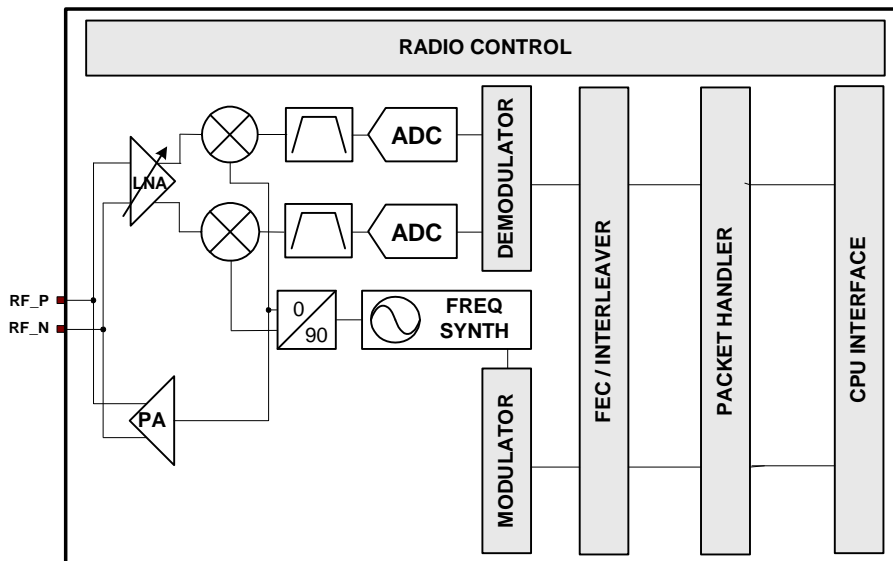 RADIO CONTROL
LNA
ADC
ADC
DEMODULATOR
FEC / INTERLEAVER
PACKET HANDLER
CPU INTERFACE
RF_P
RF_N
0
90
FREQ
SYNTH
PA
MODULATOR